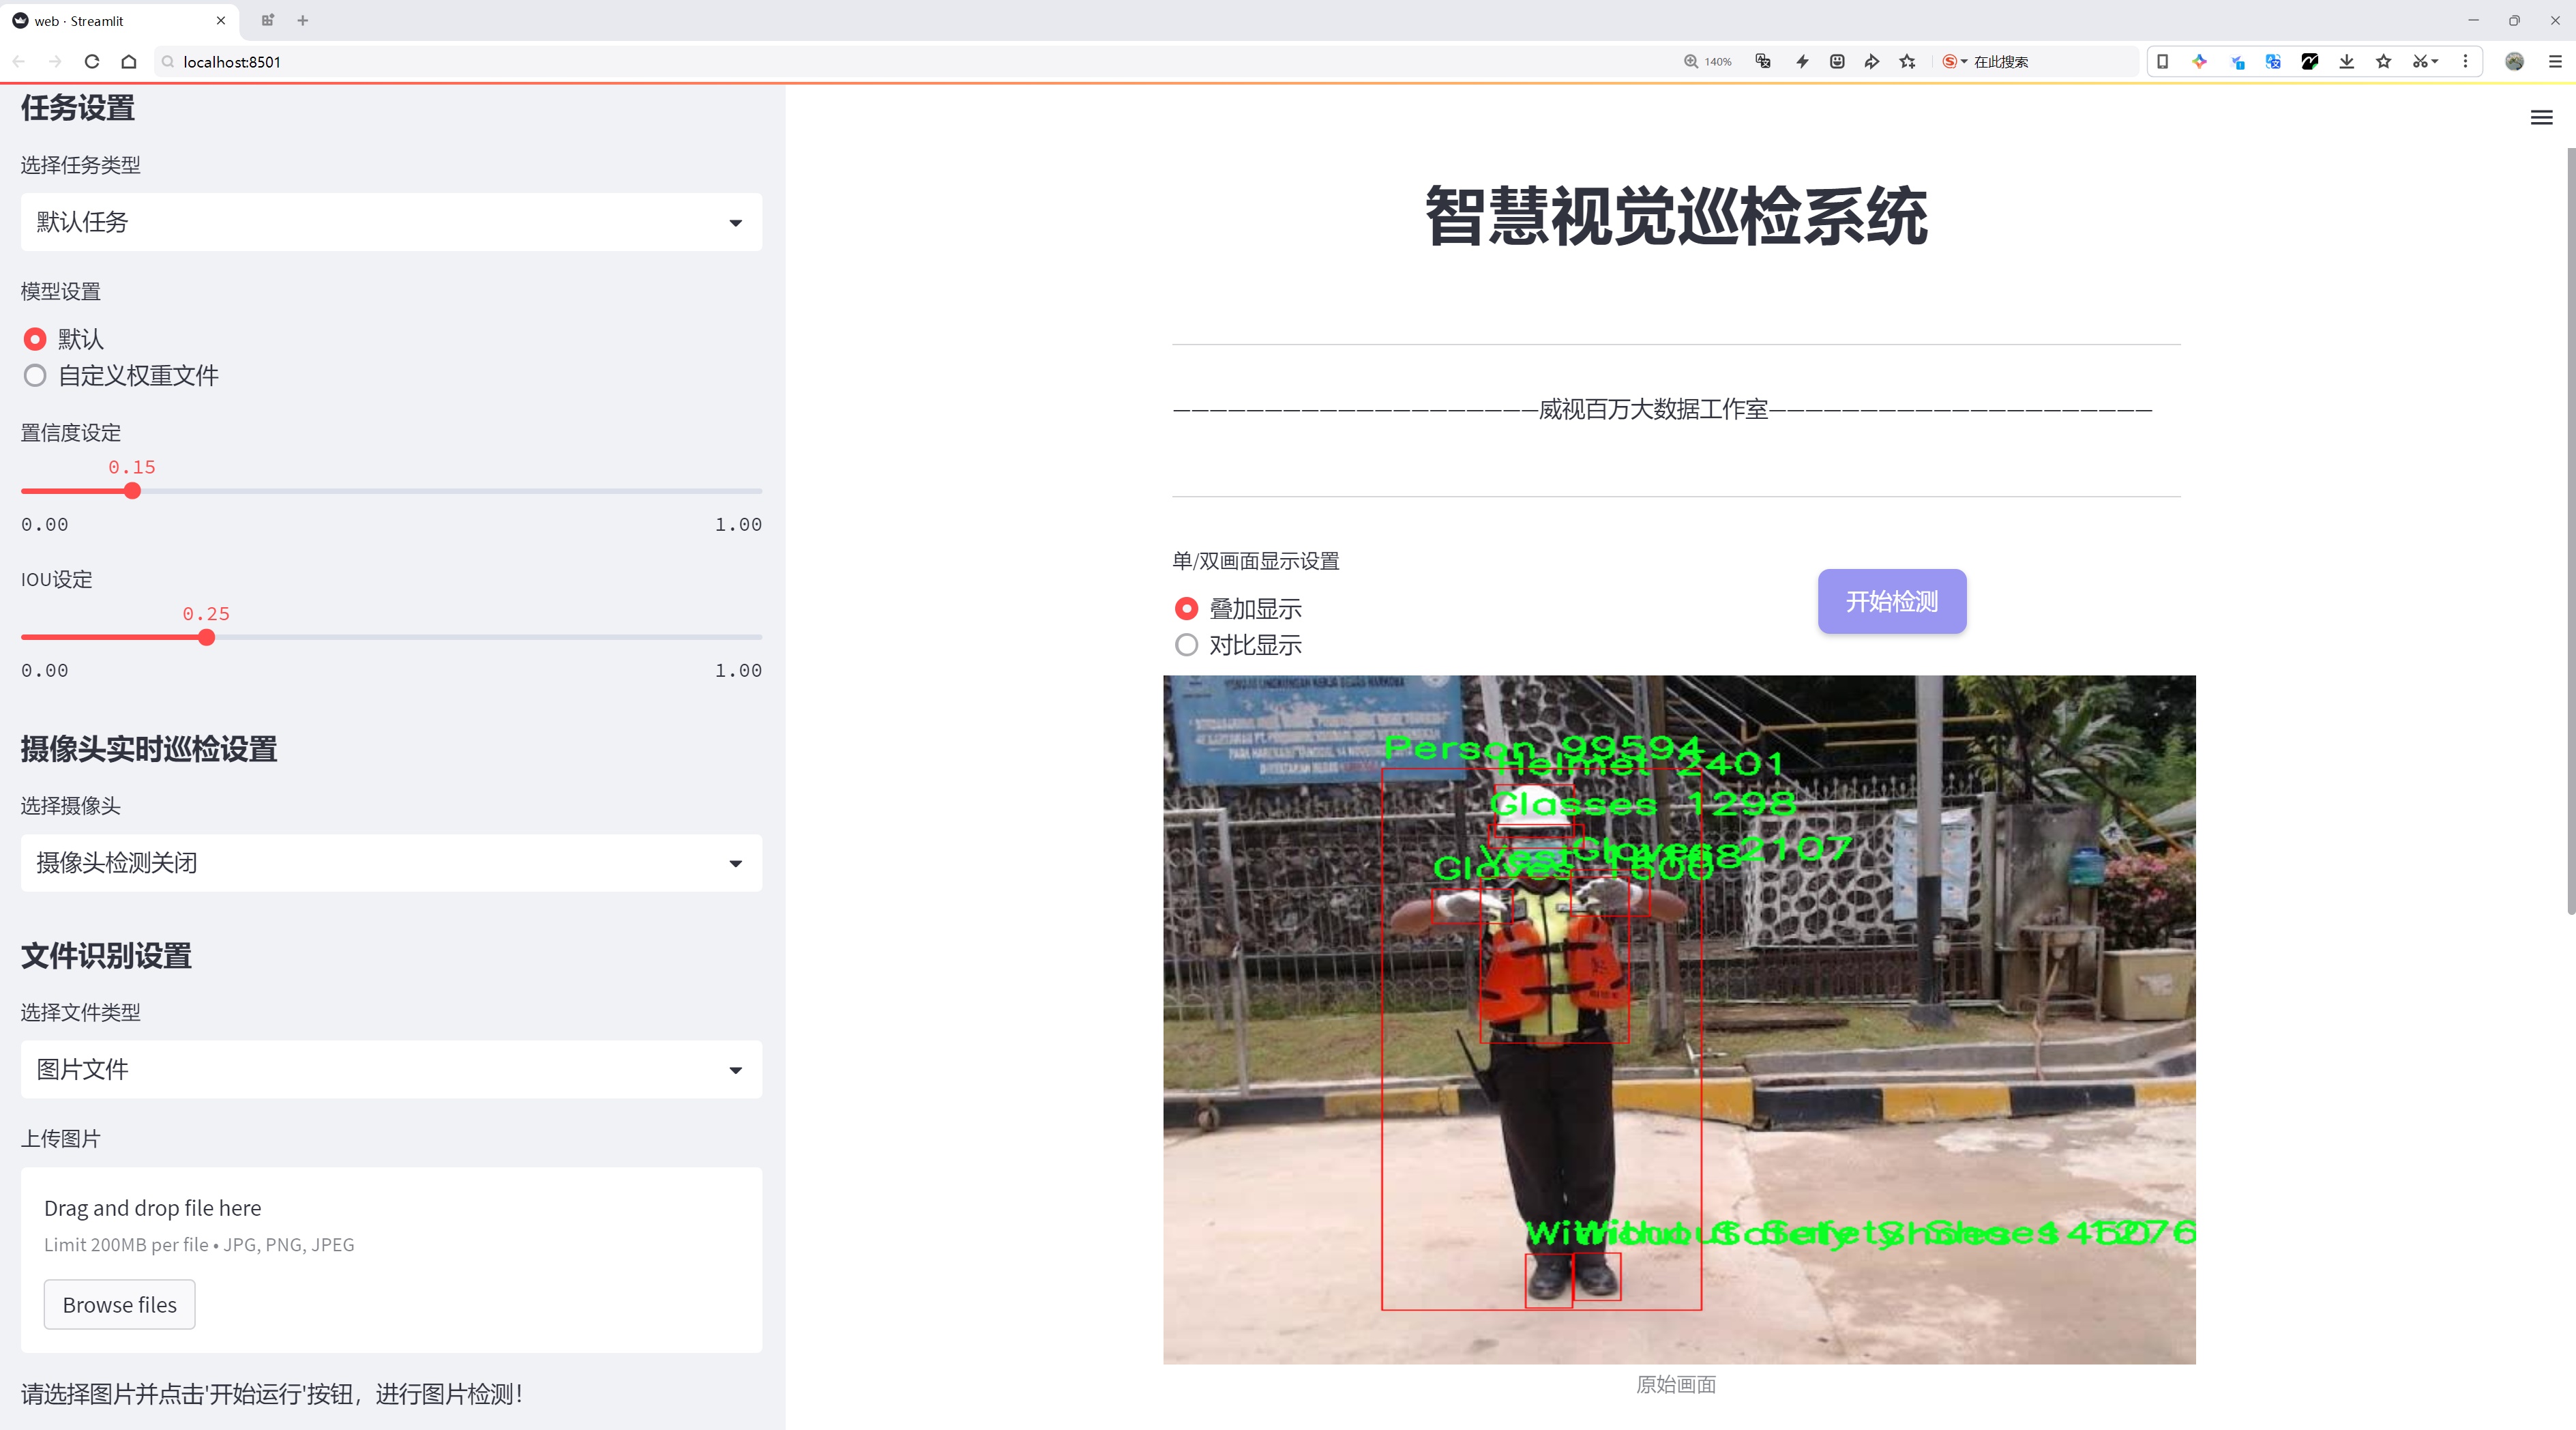 web · Streamlit
localhost:8501
140%
在此搜索
任务设置
选择任务类型
默认任务
模型设置
默认
自定义权重文件
置信度设定
0.15
0.00 1.00
IOU设定
0.25
0.00 1.00
摄像头实时巡检设置
选择摄像头
摄像头检测关闭
文件识别设置
选择文件类型
图片文件
上传图片
Drag and drop file here
Limit 200MB per file • JPG, PNG, JPEG
Browse files
请选择图片并点击'开始运行'按钮，进行图片检测！
智慧视觉巡检系统
————————————————————威视百万大数据工作室—————————————————————
单/双画面显示设置
叠加显示
对比显示
开始检测
Person 99594
Helmet 2401
Glasses 1298
Gloves 2107
Vest
Gloves
Without Safety Shoes
原始画面